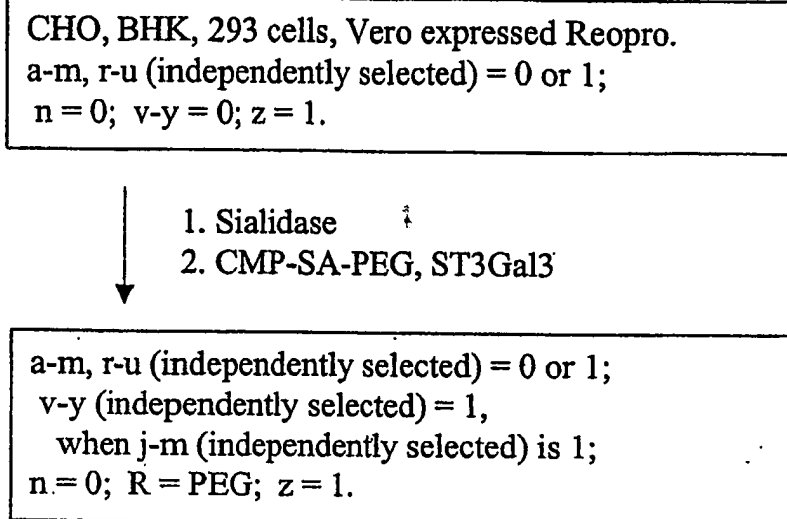 CHO, BHK, 293 cells, Vero expressed Reopro.
a-m, r-u (independently selected) = 0 or 1;
n = 0; v-y = 0; z = 1.
1. Sialidase
2. CMP-SA-PEG, ST3Gal3
a-m, r-u (independently selected) = 0 or 1;
v-y (independently selected) = 1,
when j-m (independently selected) is 1;
n = 0; R = PEG; z = 1.